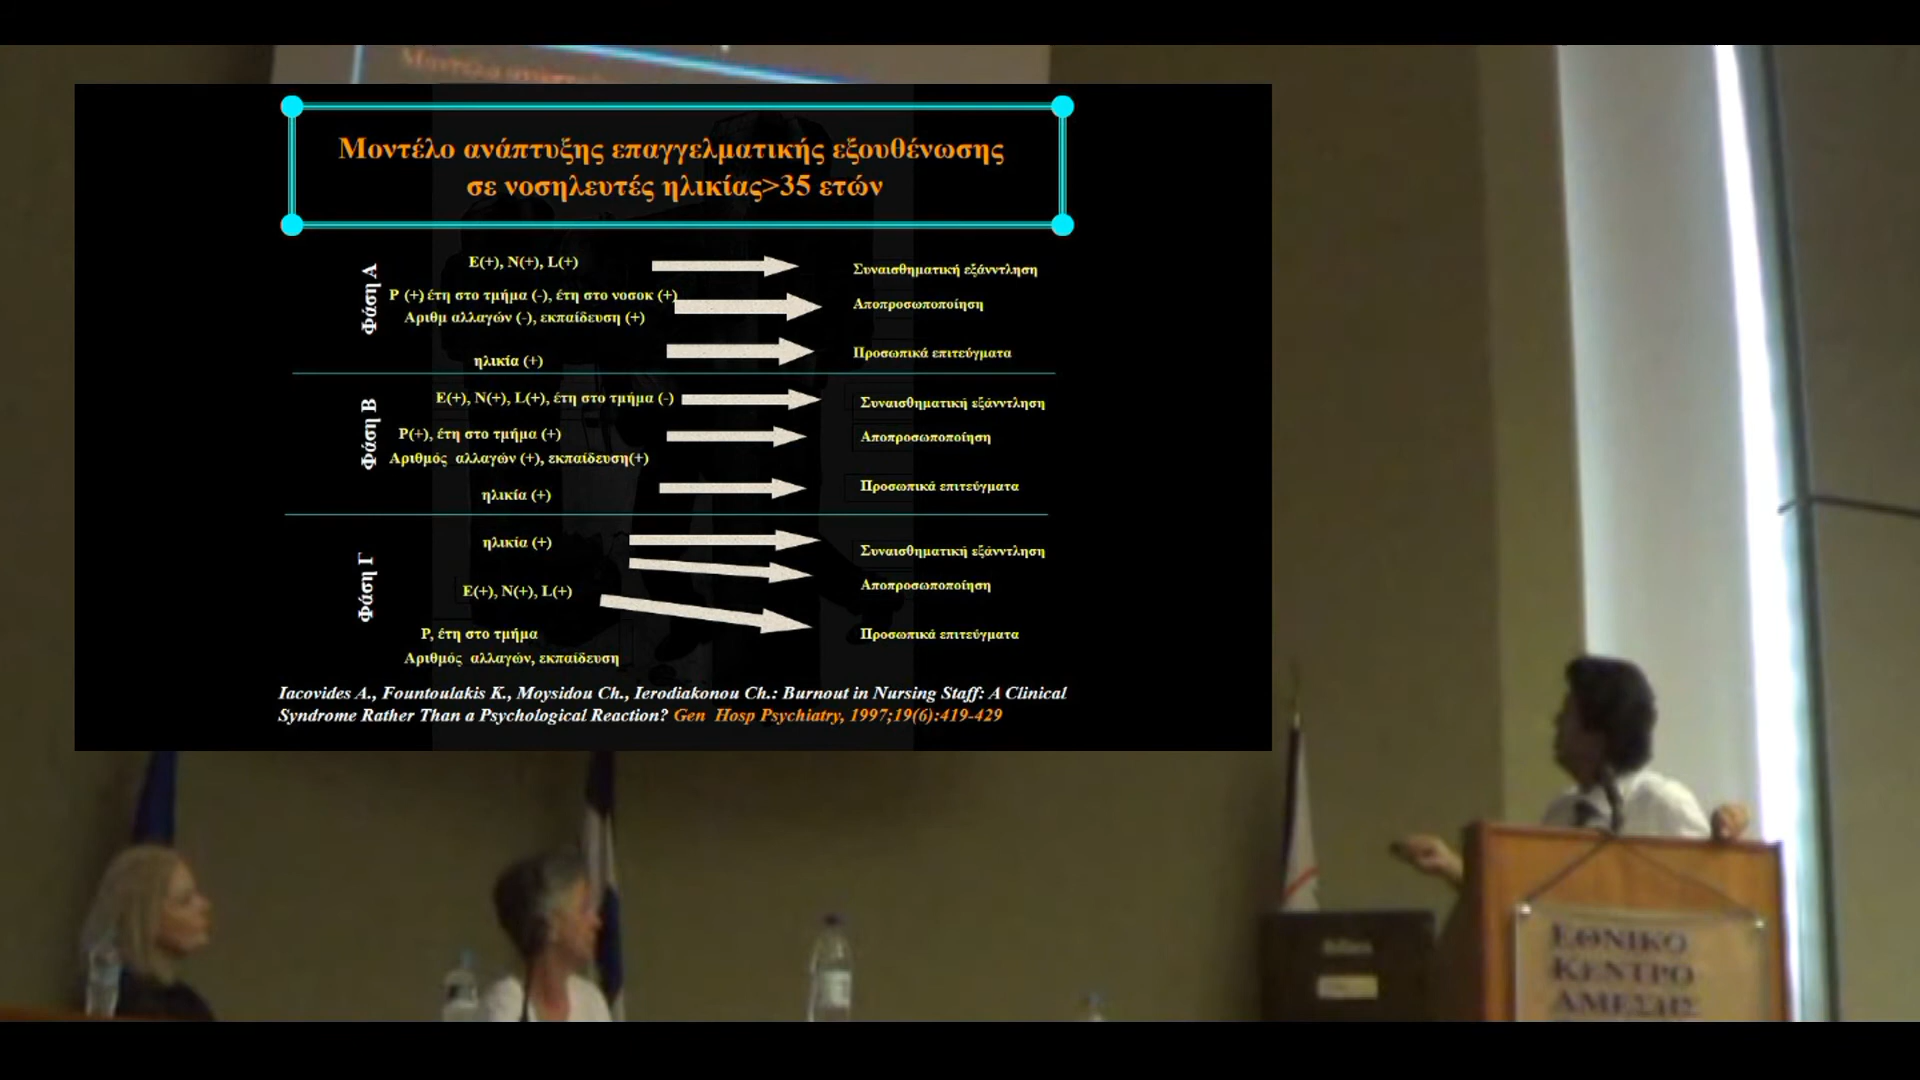 Μοντέλο ανάπτυξης επαγγελματικής εξουθένωσης
σε νοσηλευτές ηλικίας>35 ετών
Φάση Α
E(+), N(+), L(+)
Συναισθηματική εξάνντληση
P (+) έτη στο τμήμα (-), έτη στο νοσοκ (+)
Αριθμ αλλαγών (-), εκπαίδευση (+)
Αποπροσωποποίηση
ηλικία (+)
Προσωπικά επιτεύγματα
Φάση Β
E(+), N(+), L(+), έτη στο τμήμα (-)
Συναισθηματική εξάνντληση
P(+), έτη στο τμήμα (+)
Αριθμός αλλαγών (+), εκπαίδευση(+)
Αποπροσωποποίηση
ηλικία (+)
Προσωπικά επιτεύγματα
Φάση Γ
ηλικία (+)
Συναισθηματική εξάνντληση
Αποπροσωποποίηση
E(+), N(+), L(+)
Προσωπικά επιτεύγματα
P, έτη στο τμήμα
Αριθμός αλλαγών, εκπαίδευση
Iacovides A., Fountoulakis K., Moysidou Ch., Ierodiakonou Ch.: Burnout in Nursing Staff: A Clinical
Syndrome Rather Than a Psychological Reaction? Gen Hosp Psychiatry, 1997;19(6):419-429
ΕΘΝΙΚΟ
ΚΕΝΤΡΟ
ΑΜΕΣΗΣ